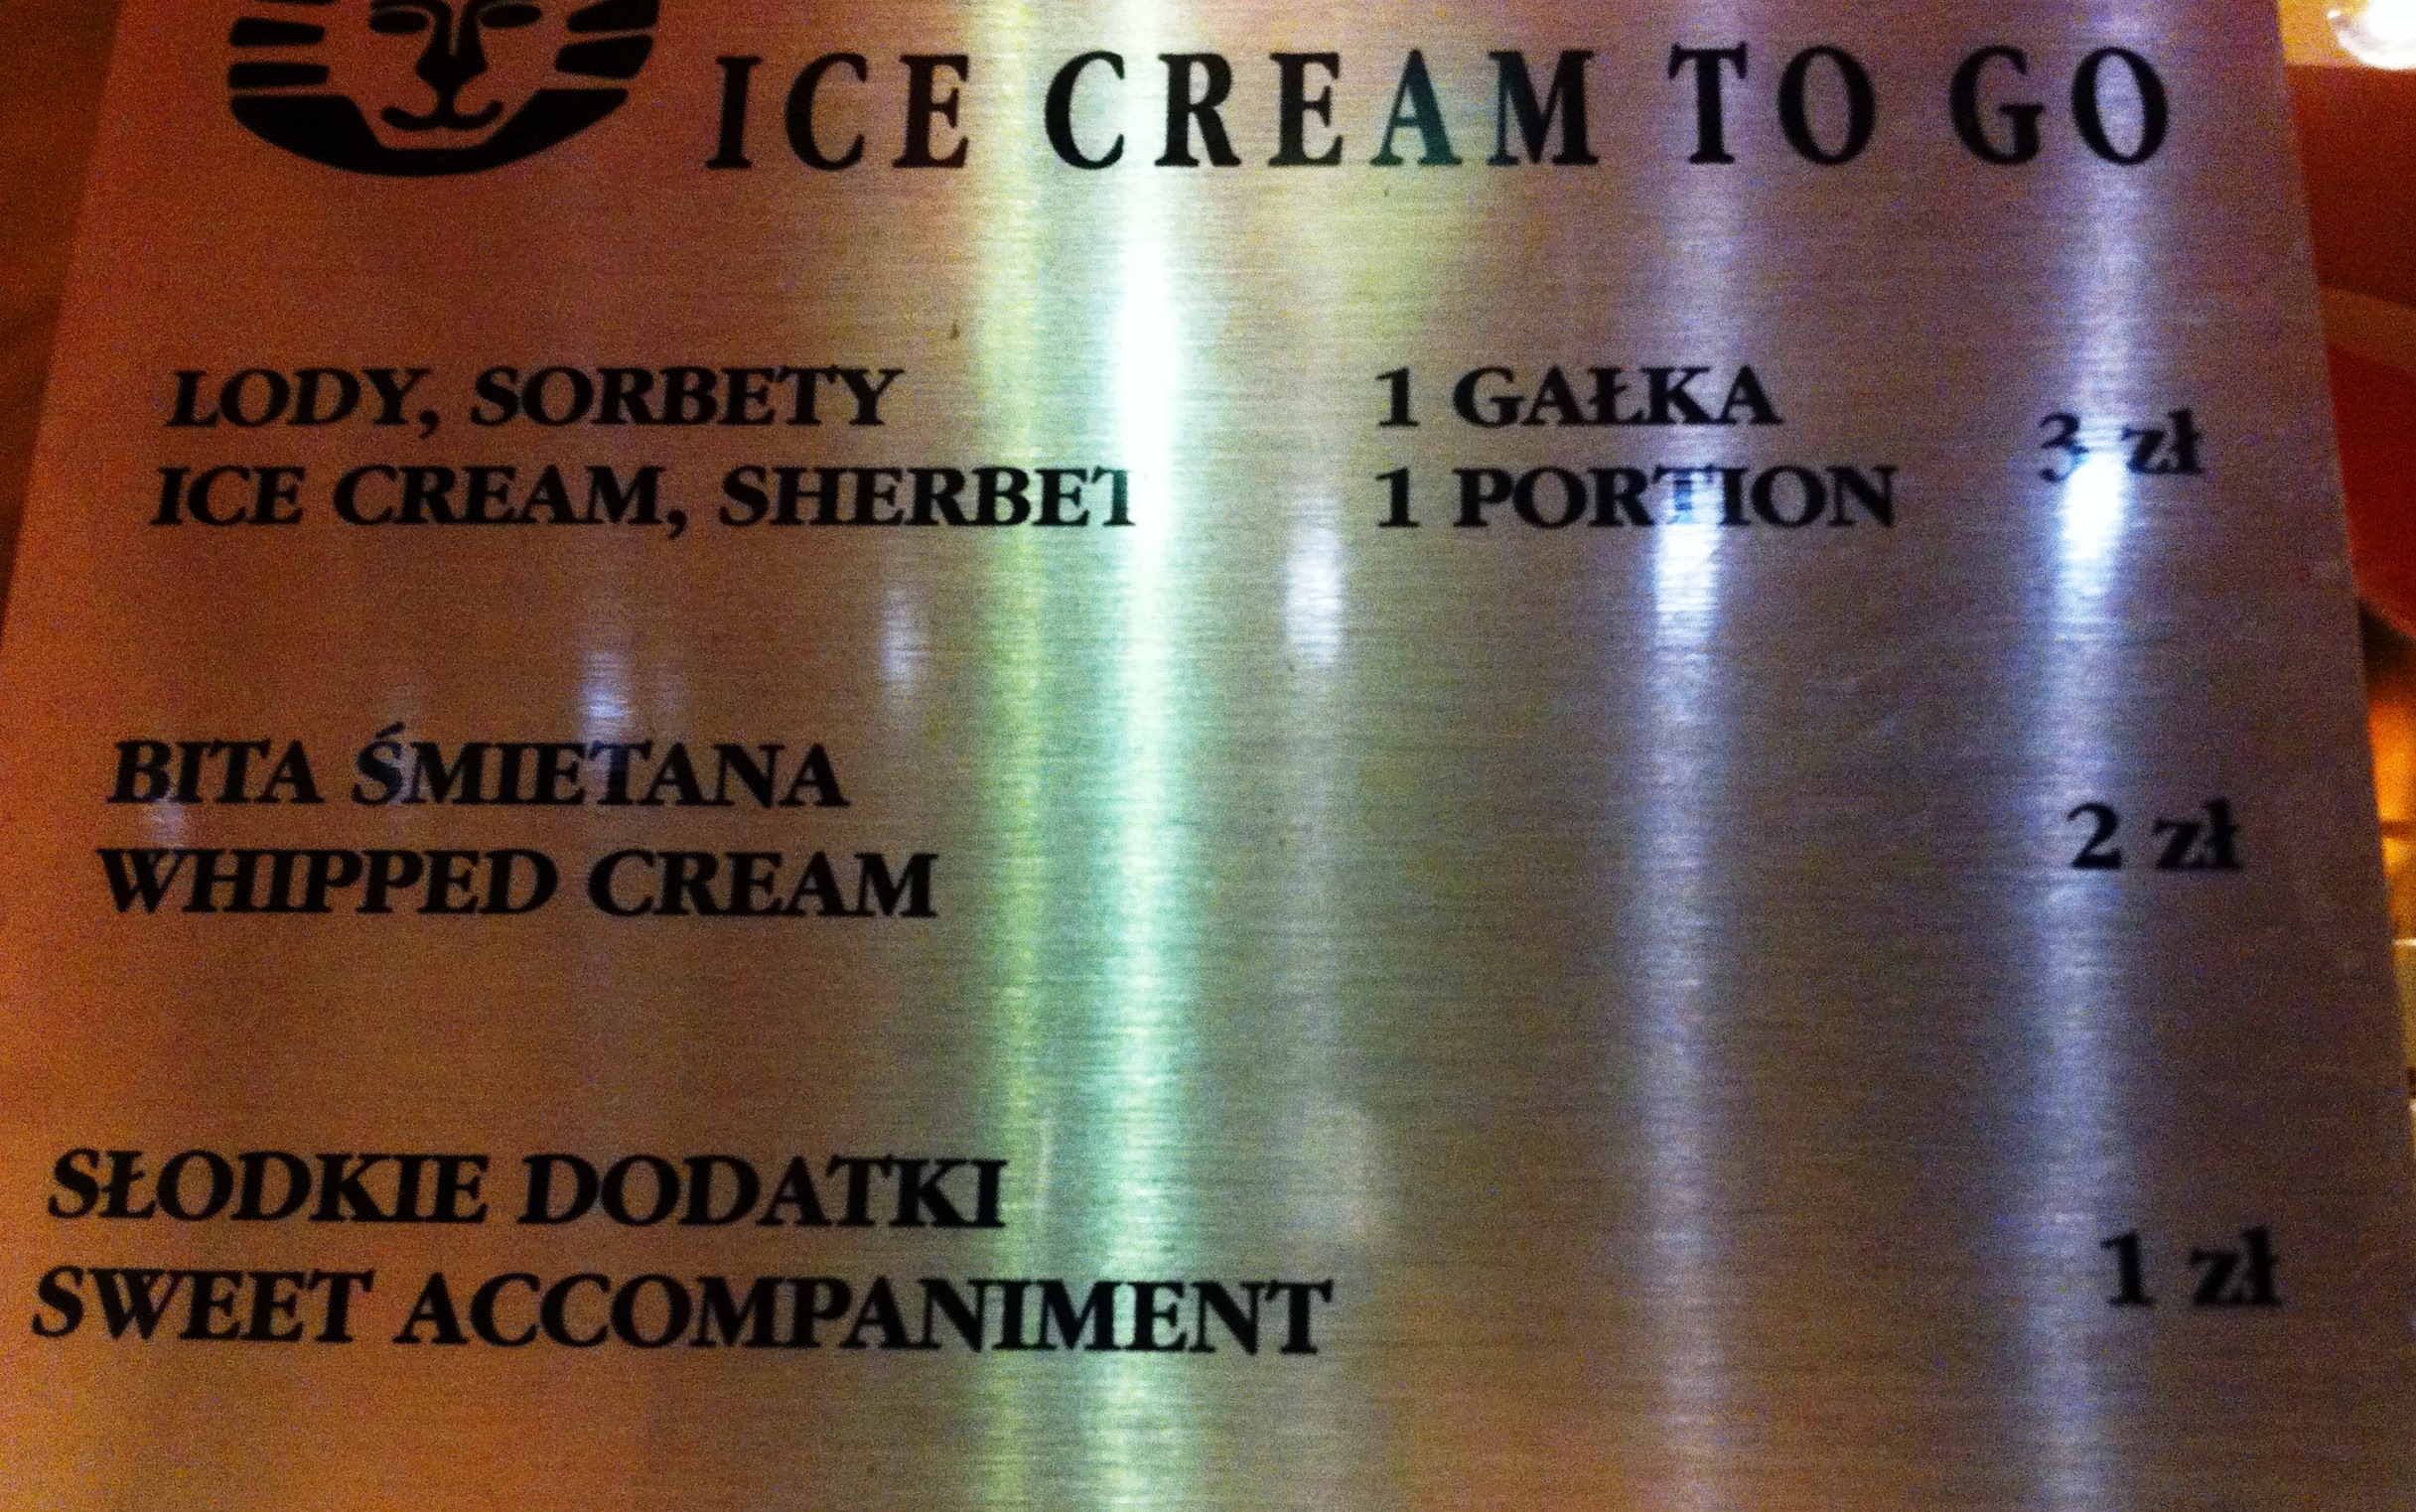 ICE CREAM TO GO
LODY, SORBETY 1 GAŁKA
3 zł
ICE CREAM, SHERBET 1 PORTION
BITA ŚMIETANA
2 zł
WHIPPED CREAM
SŁODKIE DODATKI
1 zł
SWEET ACCOMPANIMENT